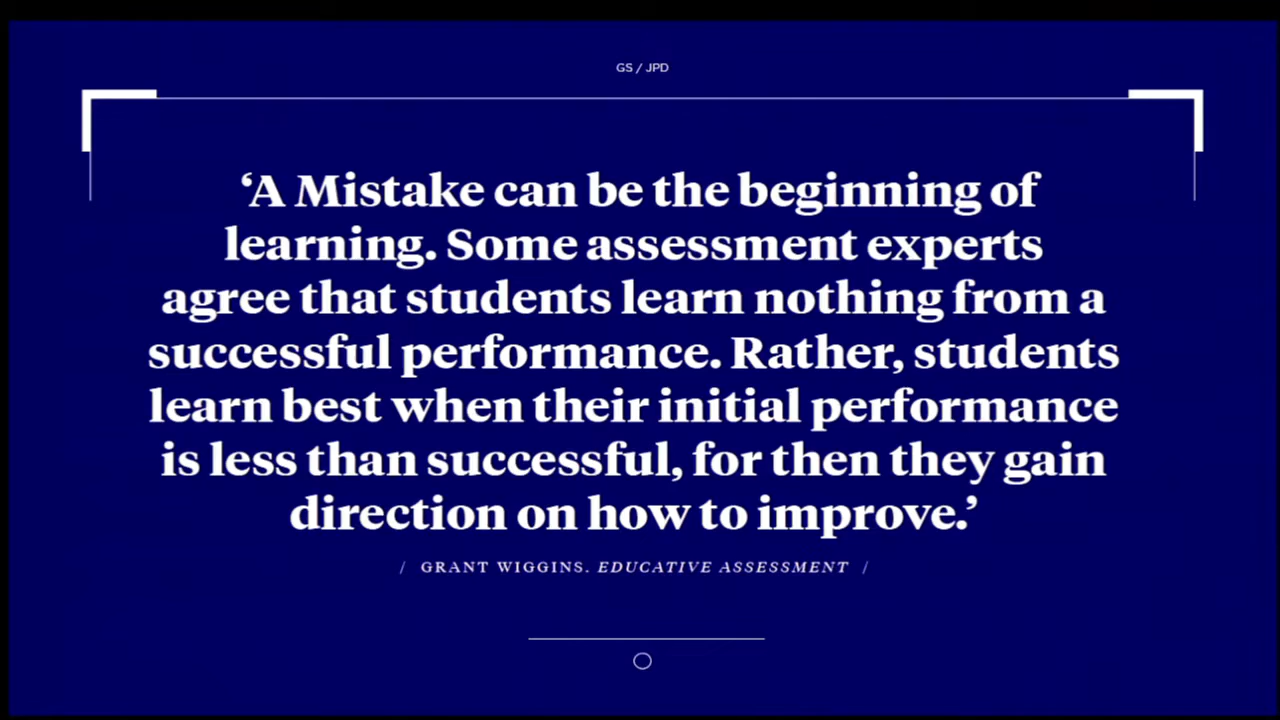 GS / JPD
‘A Mistake can be the beginning of
learning. Some assessment experts
agree that students learn nothing from a
successful performance. Rather, students
learn best when their initial performance
is less than successful, for then they gain
direction on how to improve.’
/ GRANT WIGGINS. EDUCATIVE ASSESSMENT /